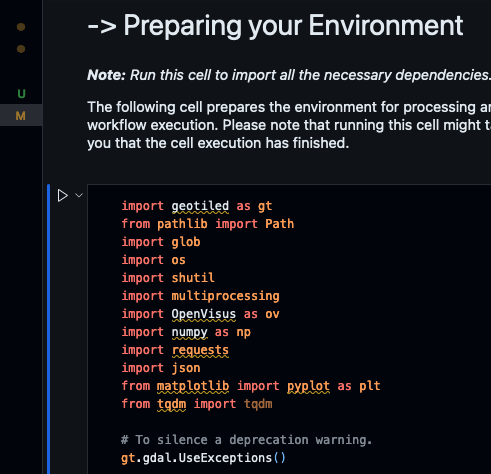 -> Preparing your Environment
Note: Run this cell to import all the necessary dependencies.
The following cell prepares the environment for processing
workflow execution. Please note that running this cell might
you that the cell execution has finished.
U
M
import geotiled as gt
from pathlib import Path
import glob
import os
import shutil
import multiprocessing
import OpenVisus as ov
import numpy as np
import requests
import json
from matplotlib import pyplot as plt
from tqdm import tqdm
# To silence a deprecation warning.
gt.gdal.UseExceptions()